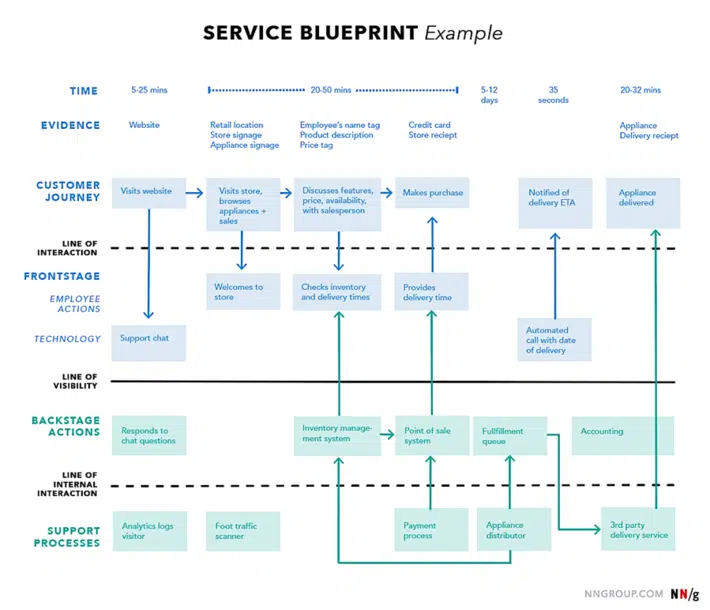 SERVICE BLUEPRINT Example
TIME
5-25 mins
20-50 mins
5-12
days
35
seconds
20-32 mins
EVIDENCE
Website
Retail location
Store signage
Appliance signage
Employee's name tag
Product description
Price tag
Credit card
Store reciept
Appliance
Delivery reciept
CUSTOMER
JOURNEY
Visits website
Visits store,
browses
appliances +
sales
Discusses features,
price, availability,
with salesperson
Makes purchase
Notified of
delivery ETA
Appliance
delivered
LINE OF
INTERACTION
FRONTSTAGE
EMPLOYEE
ACTIONS
Welcomes to
store
Checks inventory
and delivery times
Provides
delivery time
TECHNOLOGY
Support chat
Automated
call with date
of delivery
LINE OF
VISIBILITY
BACKSTAGE
ACTIONS
Responds to
chat questions
Inventory manage-
ment system
Point of sale
system
Fullfillment
queue
Accounting
LINE OF
INTERNAL
INTERACTION
SUPPORT
PROCESSES
Analytics logs
visitor
Foot traffic
scanner
Payment
process
Appliance
distributor
3rd party
delivery service
NNGROUP.COM NN/g